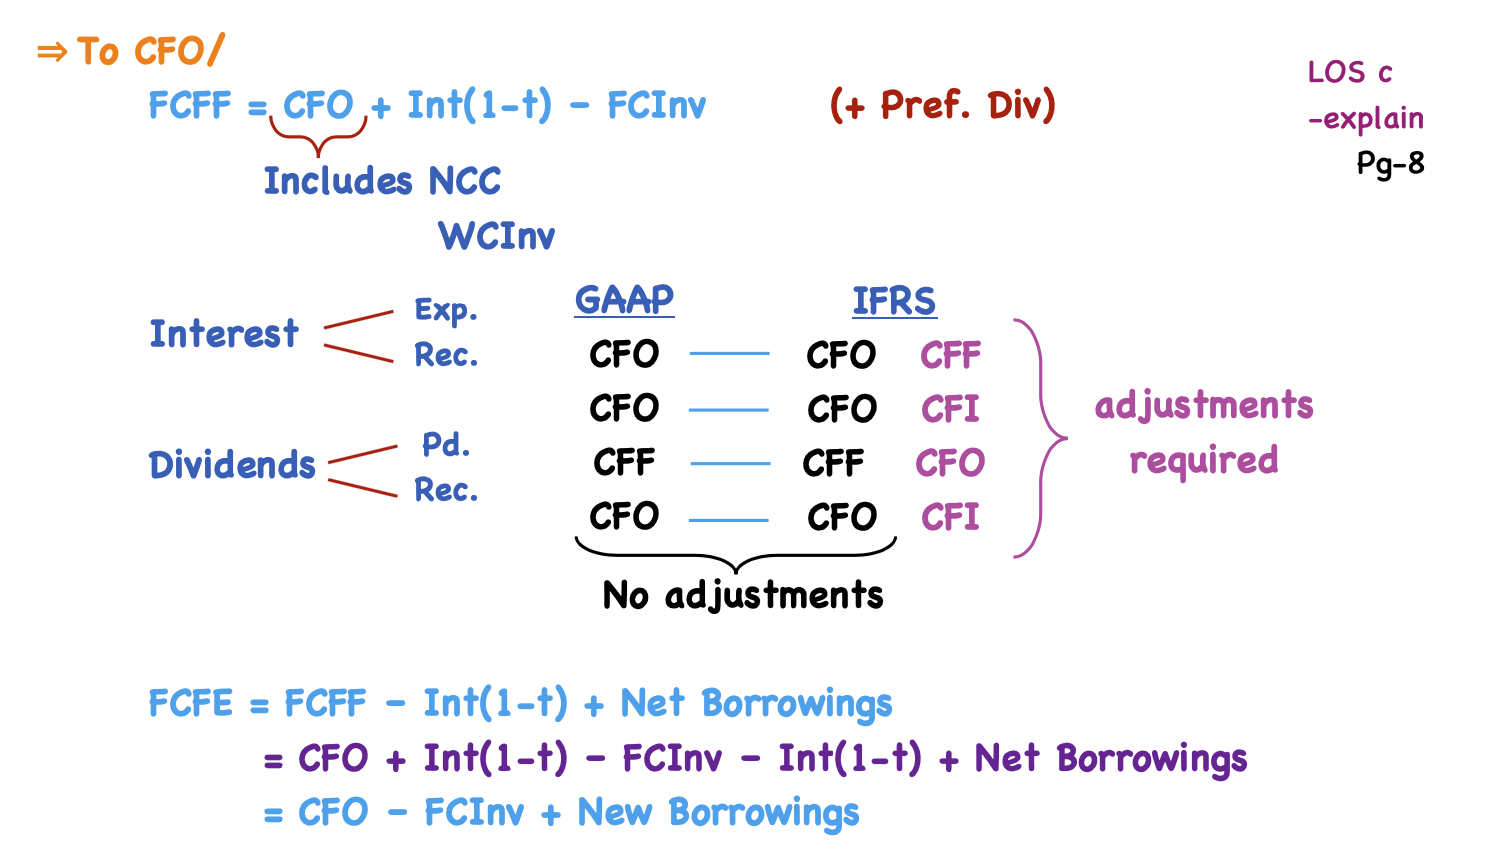 ⇒ To CFO/
LOS c
FCFF = CFO + Int(1-t) - FCInv (+ Pref. Div)
-explain
Pg-8
Includes NCC
WCInv
GAAP IFRS
Interest Exp. CFO CFO CFF
Rec. CFO CFO CFI
adjustments
required
Dividends Pd. CFF CFF CFO
Rec. CFO CFO CFI
No adjustments
FCFE = FCFF - Int(1-t) + Net Borrowings
= CFO + Int(1-t) - FCInv - Int(1-t) + Net Borrowings
= CFO - FCInv + New Borrowings